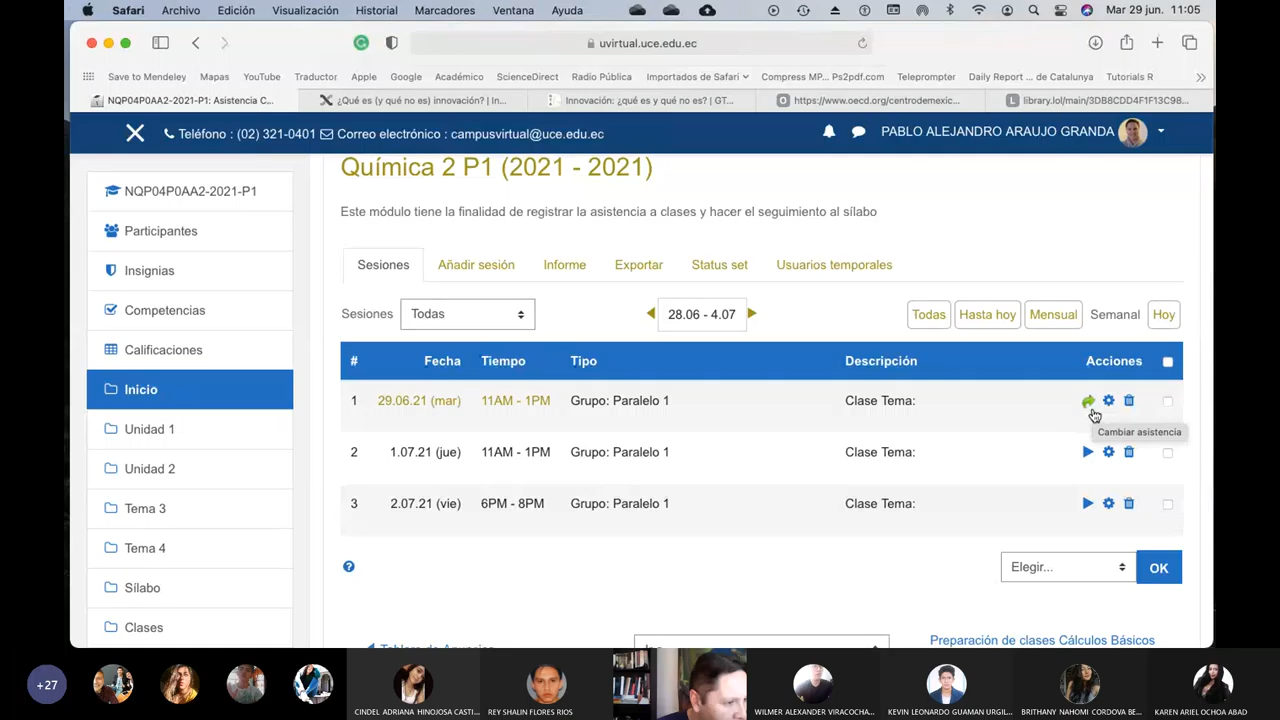 Safari Archivo Edición Visualización Historial Marcadores Ventana Ayuda Mar 29 jun. 11:05
uvirtual.uce.edu.ec
Save to Mendeley Mapas YouTube Traductor Apple Google Académico ScienceDirect Radio Pública Importados de Safari Compress MP... Ps2pdf.com Teleprompter Daily Report ... de Catalunya Tutorials R
NQP04P0AA2-2021-P1: Asistencia C... ¿Qué es (y qué no es) innovación? | In... Innovación: ¿qué es y qué no es? | GT... https://www.oecd.org/centrodemexic... library.lol/main/3DB8CDD4F1F13C98...
Teléfono : (02) 321-0401 Correo electrónico : campusvirtual@uce.edu.ec PABLO ALEJANDRO ARAUJO GRANDA
Química 2 P1 (2021 - 2021)
Este módulo tiene la finalidad de registrar la asistencia a clases y hacer el seguimiento al sílabo
NQP04P0AA2-2021-P1
Participantes
Insignias
Competencias
Calificaciones
Inicio
Unidad 1
Unidad 2
Tema 3
Tema 4
Sílabo
Clases
Sesiones Añadir sesión Informe Exportar Status set Usuarios temporales
Sesiones Todas 28.06 - 4.07 Todas Hasta hoy Mensual Semanal Hoy
# Fecha Tiempo Tipo Descripción Acciones
1 29.06.21 (mar) 11AM - 1PM Grupo: Paralelo 1 Clase Tema:
Cambiar asistencia
2 1.07.21 (jue) 11AM - 1PM Grupo: Paralelo 1 Clase Tema:
3 2.07.21 (vie) 6PM - 8PM Grupo: Paralelo 1 Clase Tema:
Elegir... OK
Preparación de clases Cálculos Básicos
+27
CINDEL ADRIANA HINOJOSA CASTI... REY SHALIN FLORES RIOS WILMER ALEXANDER VIRACOCHA... KEVIN LEONARDO GUAMAN URGIL... BRITHANY NAHOMI CORDOVA BE... KAREN ARIEL OCHOA ABAD